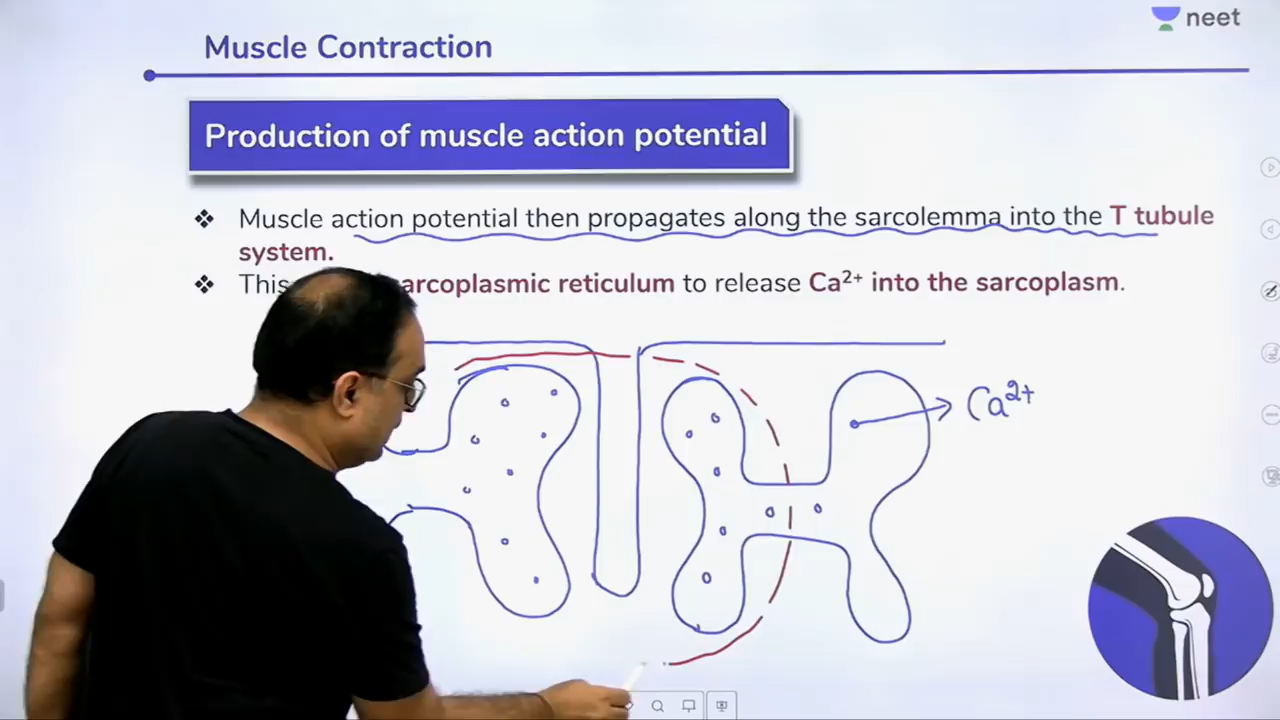 neet
Muscle Contraction
Production of muscle action potential
❖ Muscle action potential then propagates along the sarcolemma into the T tubule
system.
❖ This arcoplasmic reticulum to release Ca²⁺ into the sarcoplasm.
Ca²⁺